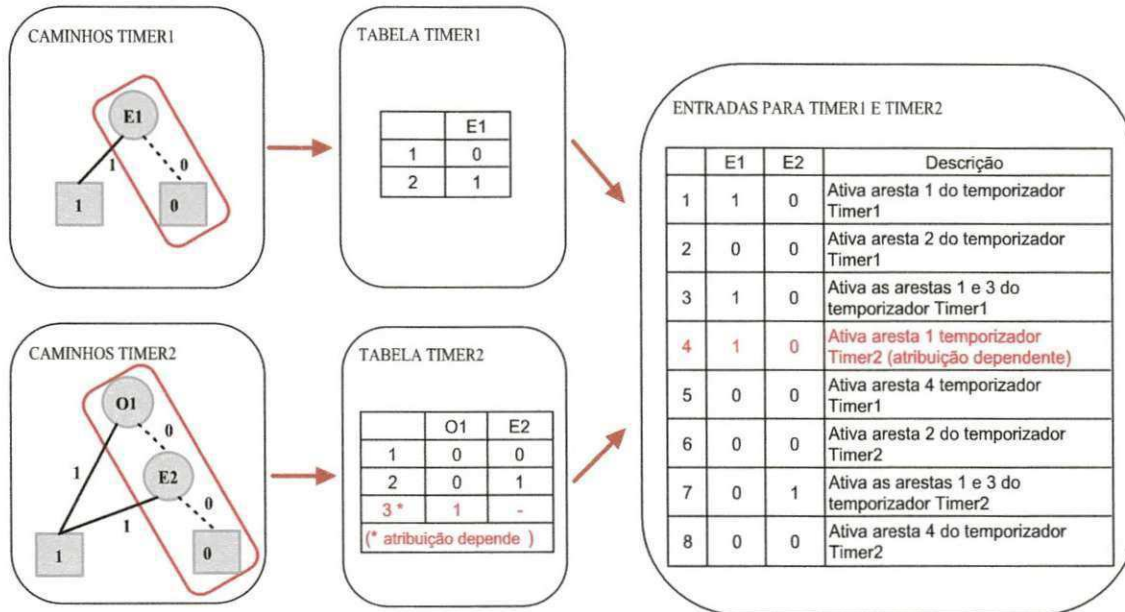 CAMINHOS TIMER1
E1
1
0
1
0
TABELA TIMER1
E1
1 0
2 1
CAMINHOS TIMER2
O1
0
1
E2
0
1
1
0
TABELA TIMER2
O1 E2
1 0 0
2 0 1
3 * 1 -
(* atribuição depende )
ENTRADAS PARA TIMER1 E TIMER2
E1 E2 Descrição
1 1 0 Ativa aresta 1 do temporizador
Timer1
2 0 0 Ativa aresta 2 do temporizador
Timer1
3 1 0 Ativa as arestas 1 e 3 do
temporizador Timer1
4 1 0 Ativa aresta 1 temporizador
Timer2 (atribuição dependente)
5 0 0 Ativa aresta 4 temporizador
Timer1
6 0 0 Ativa aresta 2 do temporizador
Timer2
7 0 1 Ativa as arestas 1 e 3 do
temporizador Timer2
8 0 0 Ativa aresta 4 do temporizador
Timer2